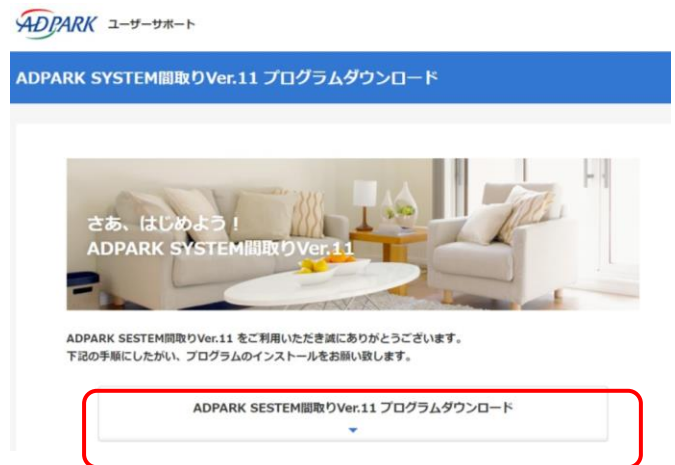 ADPARK ユーザーサポート
ADPARK SYSTEM間取りVer.11 プログラムダウンロード
さあ、はじめよう！
ADPARK SYSTEM間取りVer.11
ADPARK SESTEM間取りVer.11 をご利用いただき誠にありがとうございます。
下記の手順にしたがい、プログラムのインストールをお願い致します。
ADPARK SESTEM間取りVer.11 プログラムダウンロード